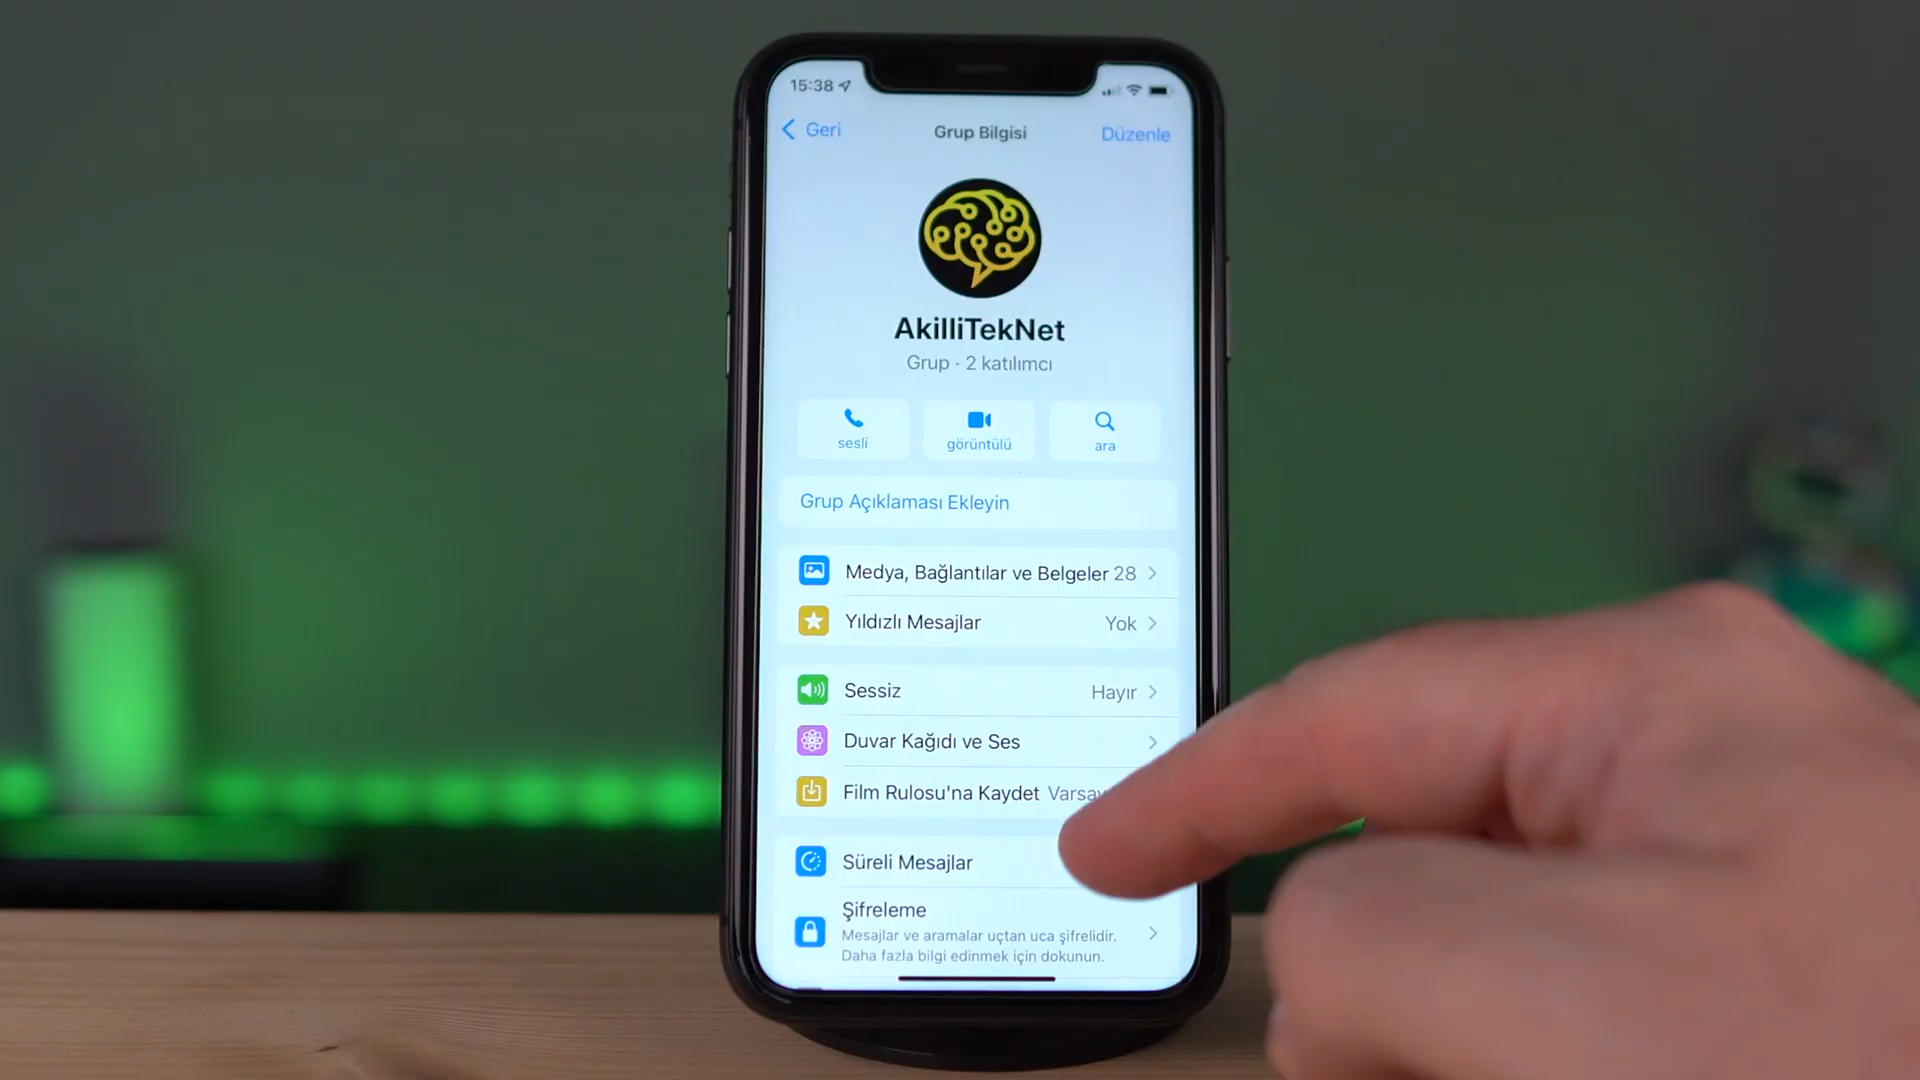 15:38
Geri
Grup Bilgisi
Düzenle
AkilliTekNet
Grup · 2 katılımcı
sesli
görüntülü
ara
Grup Açıklaması Ekleyin
Medya, Bağlantılar ve Belgeler 28
Yıldızlı Mesajlar Yok
Sessiz Hayır
Duvar Kağıdı ve Ses
Film Rulosu'na Kaydet
Süreli Mesajlar
Şifreleme
Mesajlar ve aramalar uçtan uca şifrelidir.
Daha fazla bilgi edinmek için dokunun.